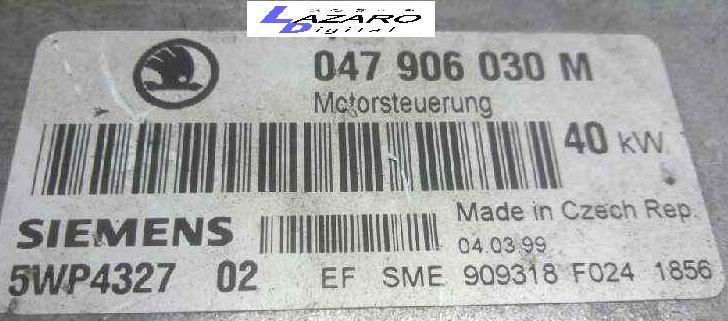 LAZARO
Digital
047 906 030 M
Motorsteuerung
40 kW
SIEMENS
Made in Czech Rep.
04.03.99
5WP4327 02 EF SME 909318 F024 1856